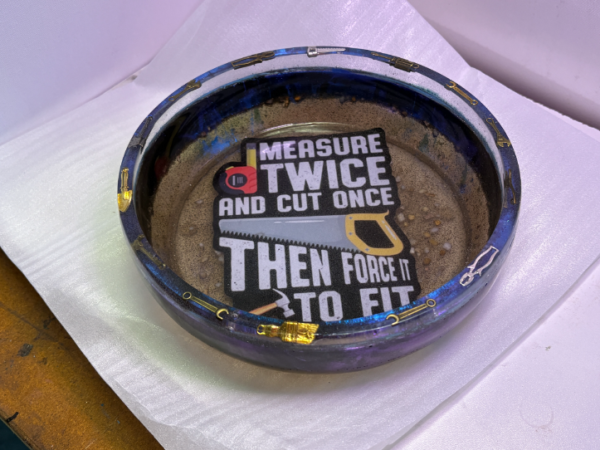 MEASURE
TWICE
AND CUT ONCE
THEN FORCE IT
TO FIT